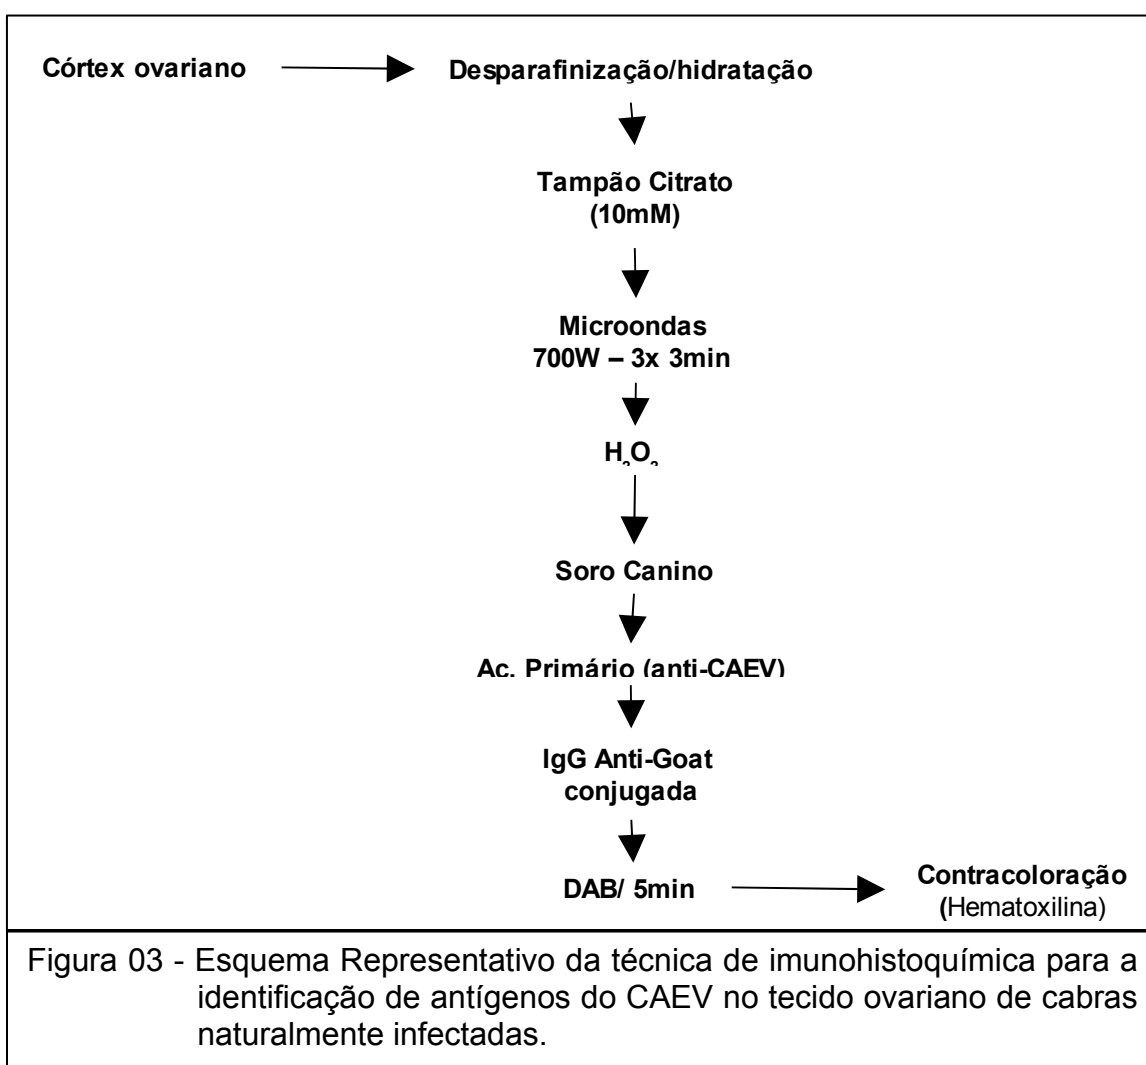 Córtex ovariano
Desparafinização/hidratação
Tampão Citrato
(10mM)
Microondas
700W – 3x 3min
H₂O₂
Soro Canino
Ac. Primário (anti-CAEV)
IgG Anti-Goat
conjugada
DAB/ 5min
Contracoloração
(Hematoxilina)
Figura 03 - Esquema Representativo da técnica de imunohistoquímica para a
identificação de antígenos do CAEV no tecido ovariano de cabras
naturalmente infectadas.